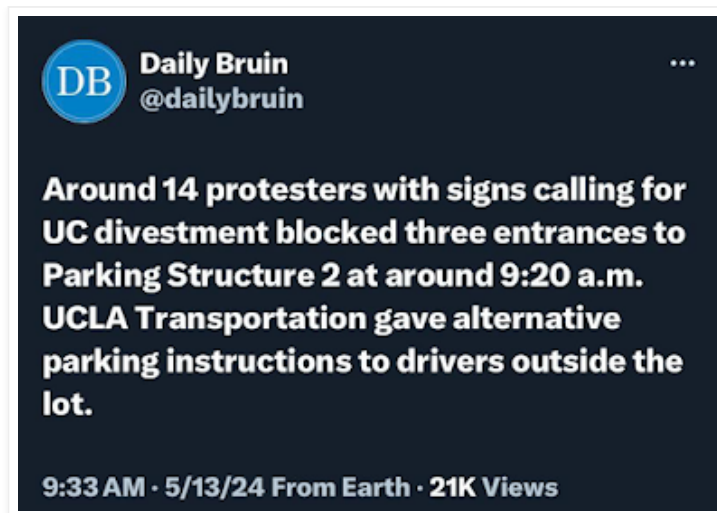 DB
Daily Bruin
@dailybruin
Around 14 protesters with signs calling for
UC divestment blocked three entrances to
Parking Structure 2 at around 9:20 a.m.
UCLA Transportation gave alternative
parking instructions to drivers outside the
lot.
9:33 AM · 5/13/24 From Earth · 21K Views